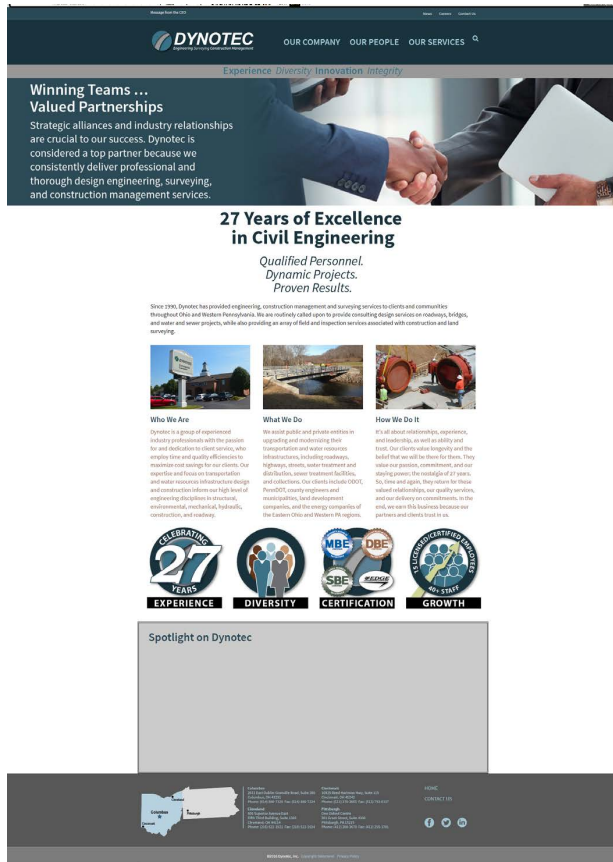 Message from the CEO
News Careers Contact Us
DYNOTEC
Engineering Surveying Construction Management
OUR COMPANY OUR PEOPLE OUR SERVICES
Experience Diversity Innovation Integrity
Winning Teams …
Valued Partnerships
Strategic alliances and industry relationships
are crucial to our success. Dynotec is
considered a top partner because we
consistently deliver professional and
thorough design engineering, surveying,
and construction management services.
27 Years of Excellence
in Civil Engineering
Qualified Personnel.
Dynamic Projects.
Proven Results.
Since 1990, Dynotec has provided engineering, construction management and surveying services to clients and communities
throughout Ohio and Western Pennsylvania. We are routinely called upon to provide consulting design services on roadways, bridges,
and water and sewer projects, while also providing an array of field and inspection services associated with construction and land
surveying.
Who We Are
Dynotec is a group of experienced
industry professionals with the passion
for and dedication to client service, who
employ time and quality efficiencies to
maximize cost savings for our clients. Our
expertise and focus on transportation
and water resources infrastructure design
and construction inform our high level of
engineering disciplines in structural,
environmental, mechanical, hydraulic,
construction, and roadway.
What We Do
We assist public and private entities in
upgrading and modernizing their
transportation and water resources
infrastructures, including roadways,
highways, streets, water treatment and
distribution, sewer treatment facilities,
and collections. Our clients include ODOT,
PennDOT, county engineers and
municipalities, land development
companies, and the energy companies of
the Eastern Ohio and Western PA regions.
How We Do It
It's all about relationships, experience,
and leadership, as well as ability and
trust. Our clients value longevity and the
belief that we will be there for them. They
value our passion, commitment, and our
staying power: the nostalgia of 27 years.
So, time and again, they return for those
valued relationships, our quality services,
and our delivery on commitments. In the
end, we earn this business because our
partners and clients trust in us.
CELEBRATING
27
YEARS
EXPERIENCE
DIVERSITY
MBE DBE
SBE EDGE
CERTIFICATION
15 LICENSED/CERTIFIED EMPLOYEES
40+ STAFF
GROWTH
Spotlight on Dynotec
Cleveland
Columbus
Pittsburgh
Cincinnati
Columbus
Cincinnati
Cleveland
Pittsburgh
HOME
CONTACT US